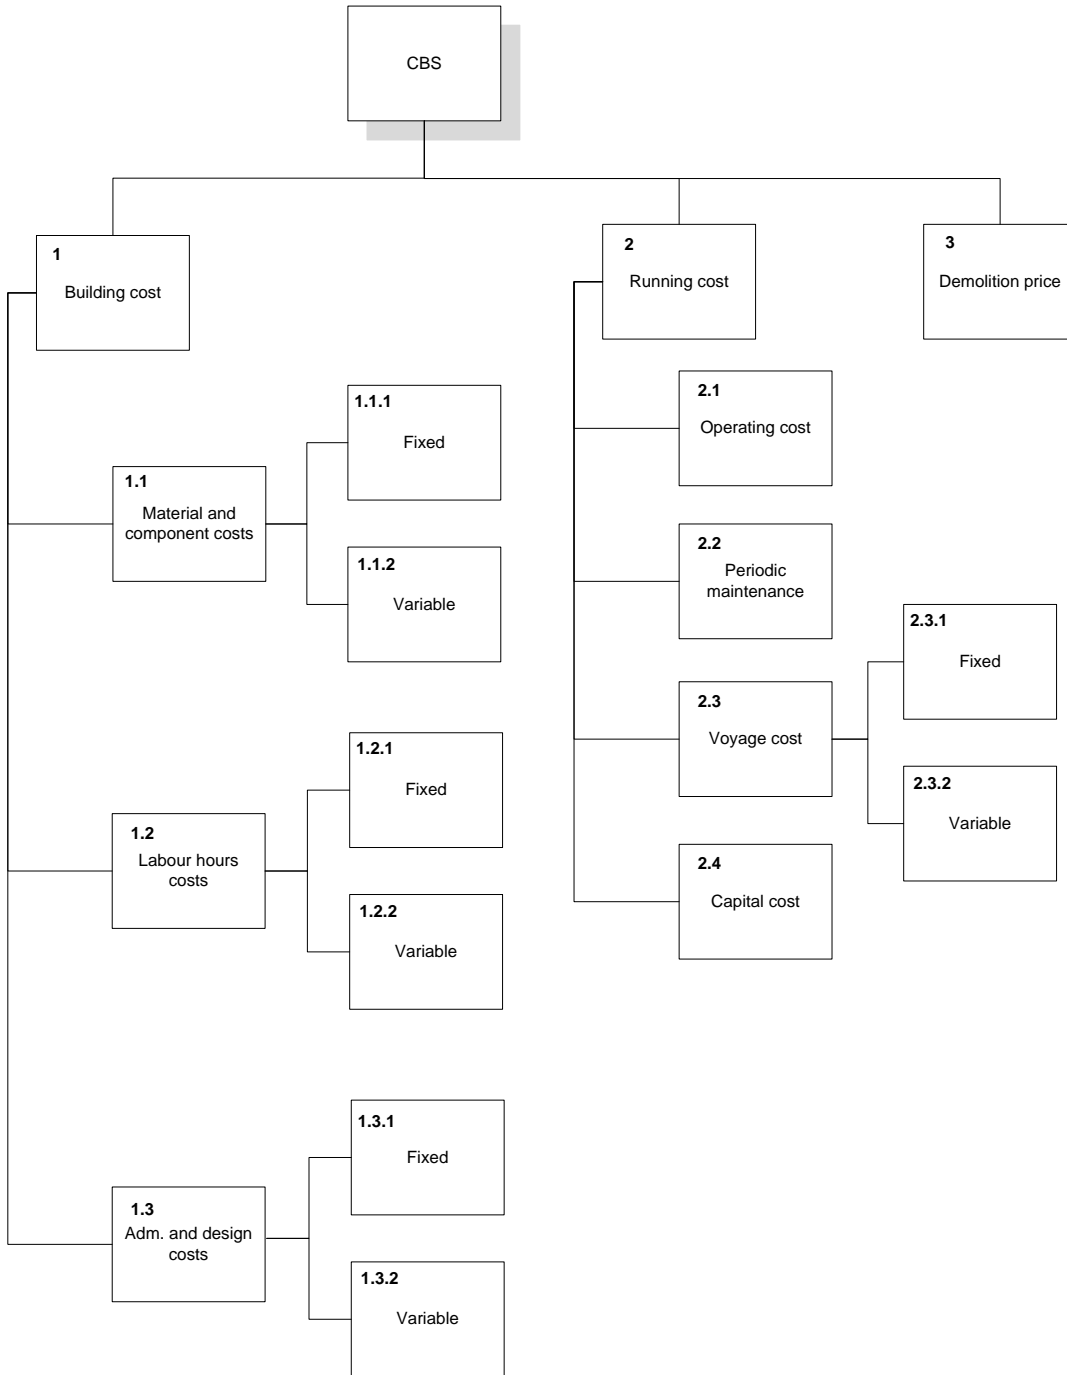 CBS
1
Building cost
2
Running cost
3
Demolition price
1.1
Material and
component costs
1.1.1
Fixed
1.1.2
Variable
1.2
Labour hours
costs
1.2.1
Fixed
1.2.2
Variable
1.3
Adm. and design
costs
1.3.1
Fixed
1.3.2
Variable
2.1
Operating cost
2.2
Periodic
maintenance
2.3
Voyage cost
2.3.1
Fixed
2.3.2
Variable
2.4
Capital cost